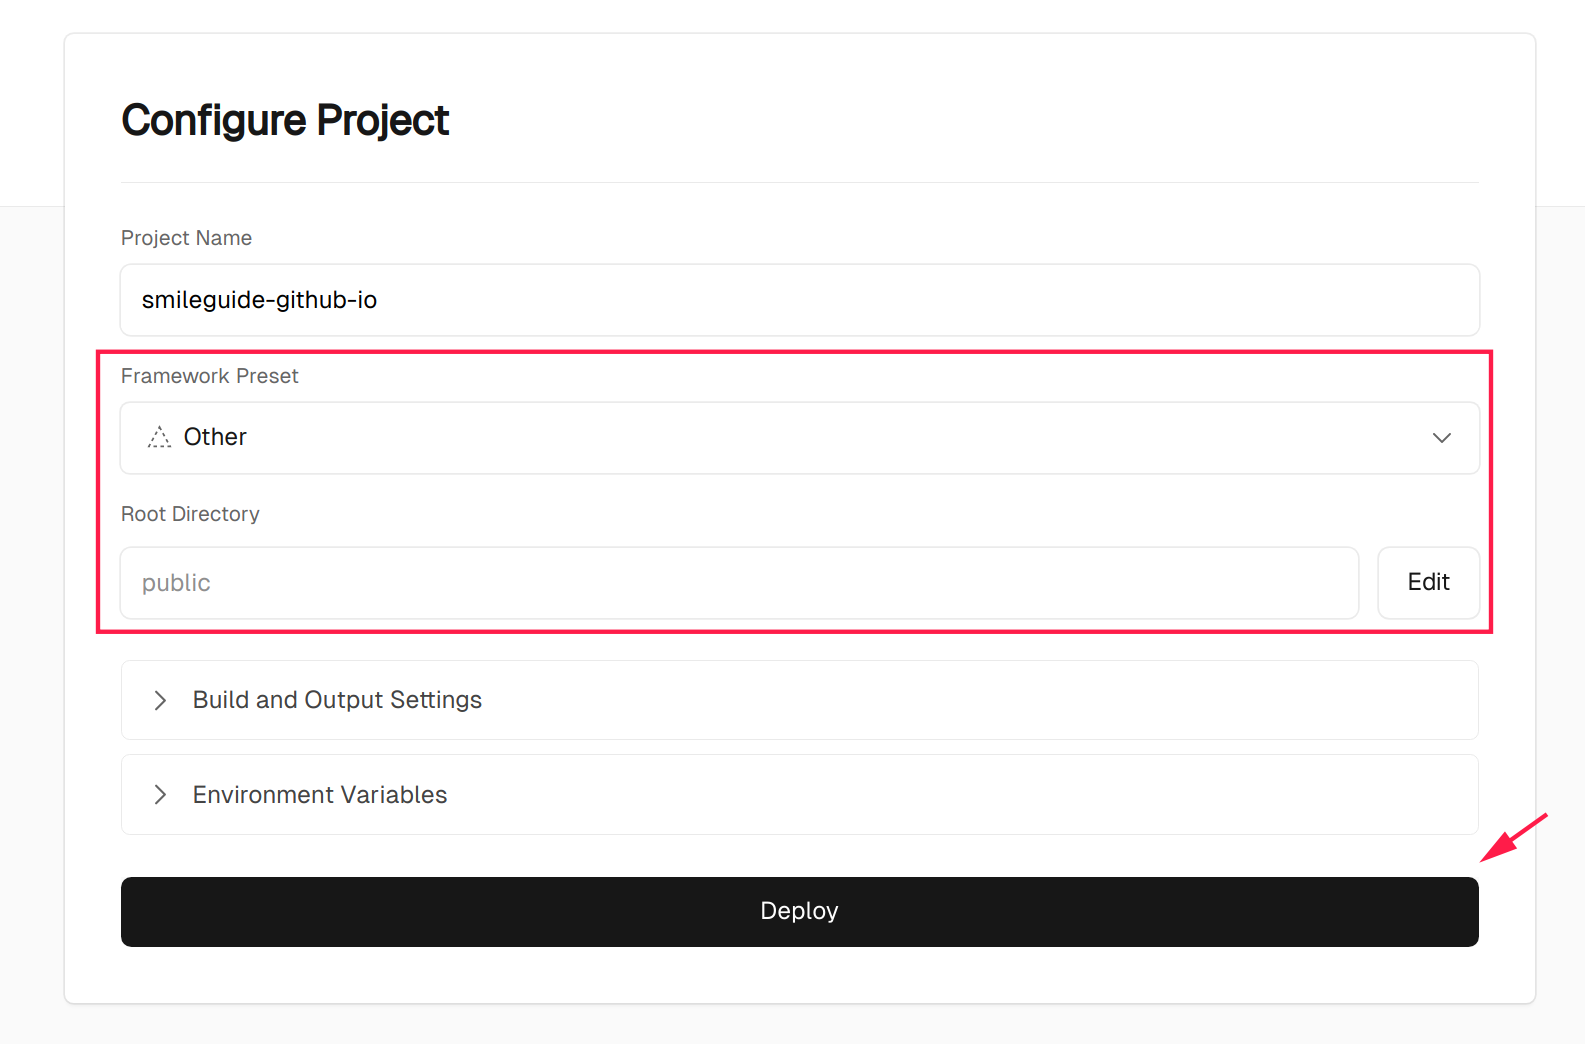 Configure Project
Project Name
smileguide-github-io
Framework Preset
Other
Root Directory
public
Edit
Build and Output Settings
Environment Variables
Deploy